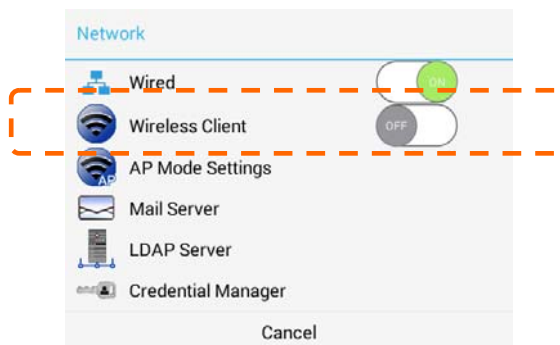 Network
Wired ON
Wireless Client OFF
AP
AP Mode Settings
Mail Server
LDAP Server
Credential Manager
Cancel